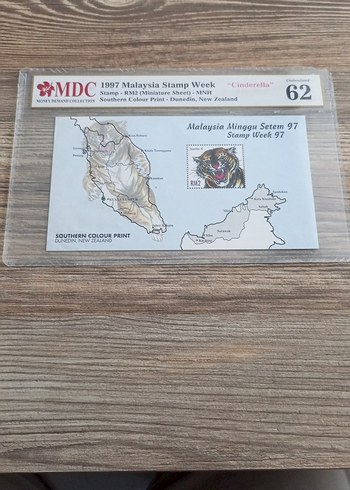 MDC
MONEY DEMAND COLLECTION
1997 Malaysia Stamp Week
Stamp - RM2 (Miniature Sheet) - MNH
Southern Colour Print - Dunedin, New Zealand
"Cinderella"
Uncirculated
62
Malaysia Minggu Setem 97
Stamp Week 97
RM2
SOUTHERN COLOUR PRINT
DUNEDIN, NEW ZEALAND